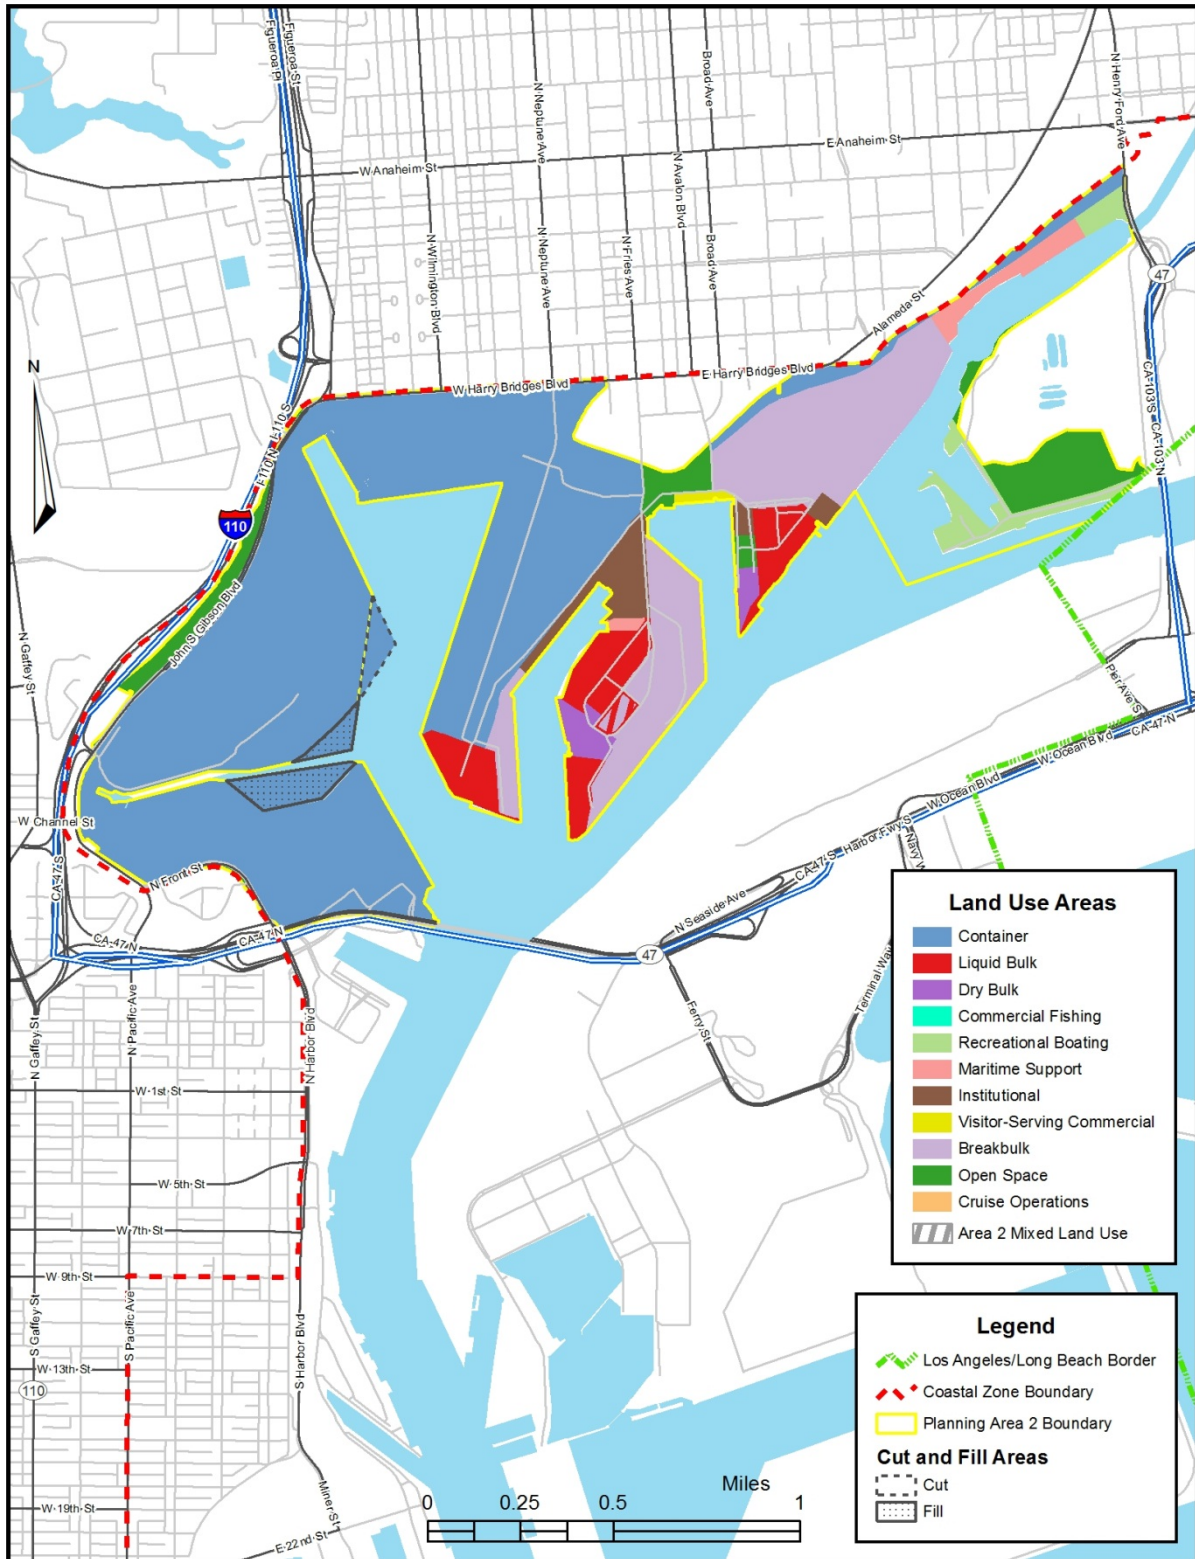 Figueroa Pl
Figueroa St
N Neptune Ave
Broad Ave
N Henry Ford Ave
E Anaheim St
W Anaheim St
N Avalon Blvd
N Wilmington Blvd
N Neptune Ave
N Fries Ave
Broad Ave
47
Alameda St
N
W Harry Bridges Blvd
E Harry Bridges Blvd
I-110 S
I-110 N
110
CA-103 S
CA-103 N
John S Gibson Blvd
N Gaffey St
Pier Ave S
W Ocean Blvd
CA-47 N
W Channel St
W Ocean Blvd
Harbor Fwy S
CA-47 S
Navy W
N Front St
CA-47 S
N Seaside Ave
CA-47 N
CA-47 N
47
Terminal Way
Ferry St
N Gaffey St
N Pacific Ave
N Harbor Blvd
W 1st St
W 5th St
W 7th St
W 9th St
S Gaffey St
S Pacific Ave
S Harbor Blvd
W 13th St
110
W 19th St
Miner St
E 22nd St
Land Use Areas
Container
Liquid Bulk
Dry Bulk
Commercial Fishing
Recreational Boating
Maritime Support
Institutional
Visitor-Serving Commercial
Breakbulk
Open Space
Cruise Operations
Area 2 Mixed Land Use
Legend
Los Angeles/Long Beach Border
Coastal Zone Boundary
Planning Area 2 Boundary
Cut and Fill Areas
Cut
Fill
Miles
0 0.25 0.5 1